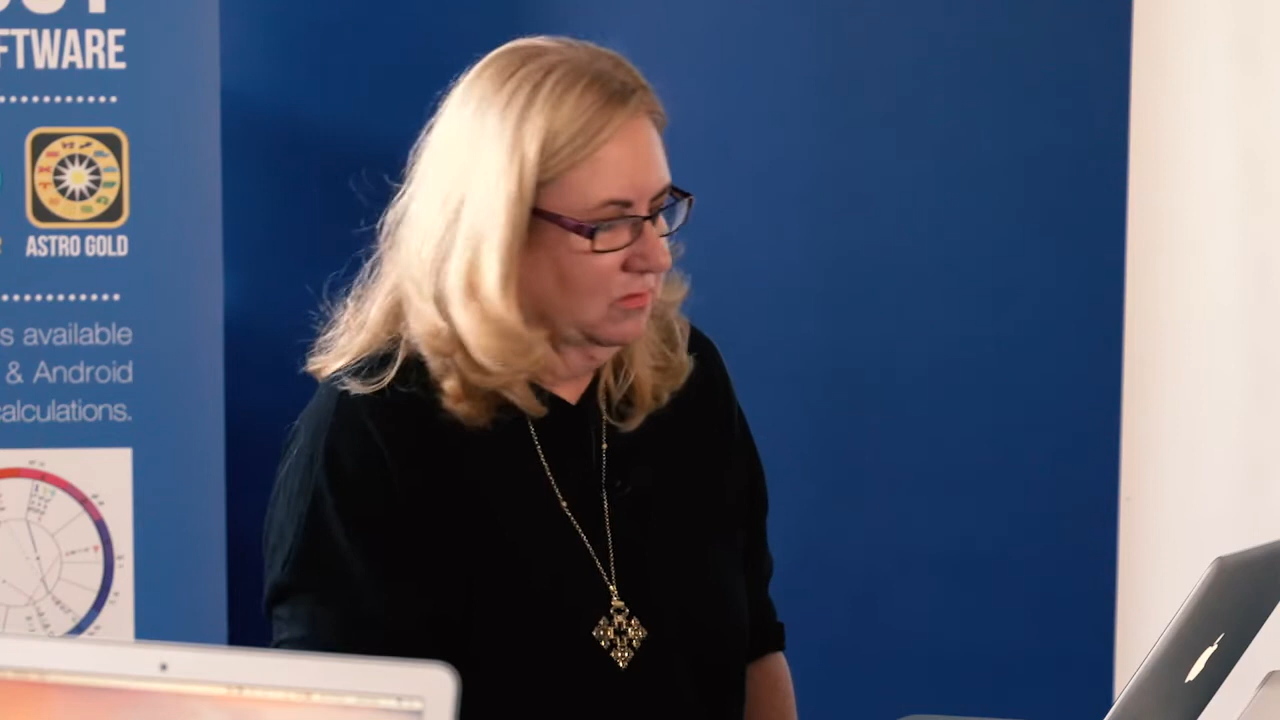 FTWARE
ASTRO GOLD
s available
& Android
calculations.